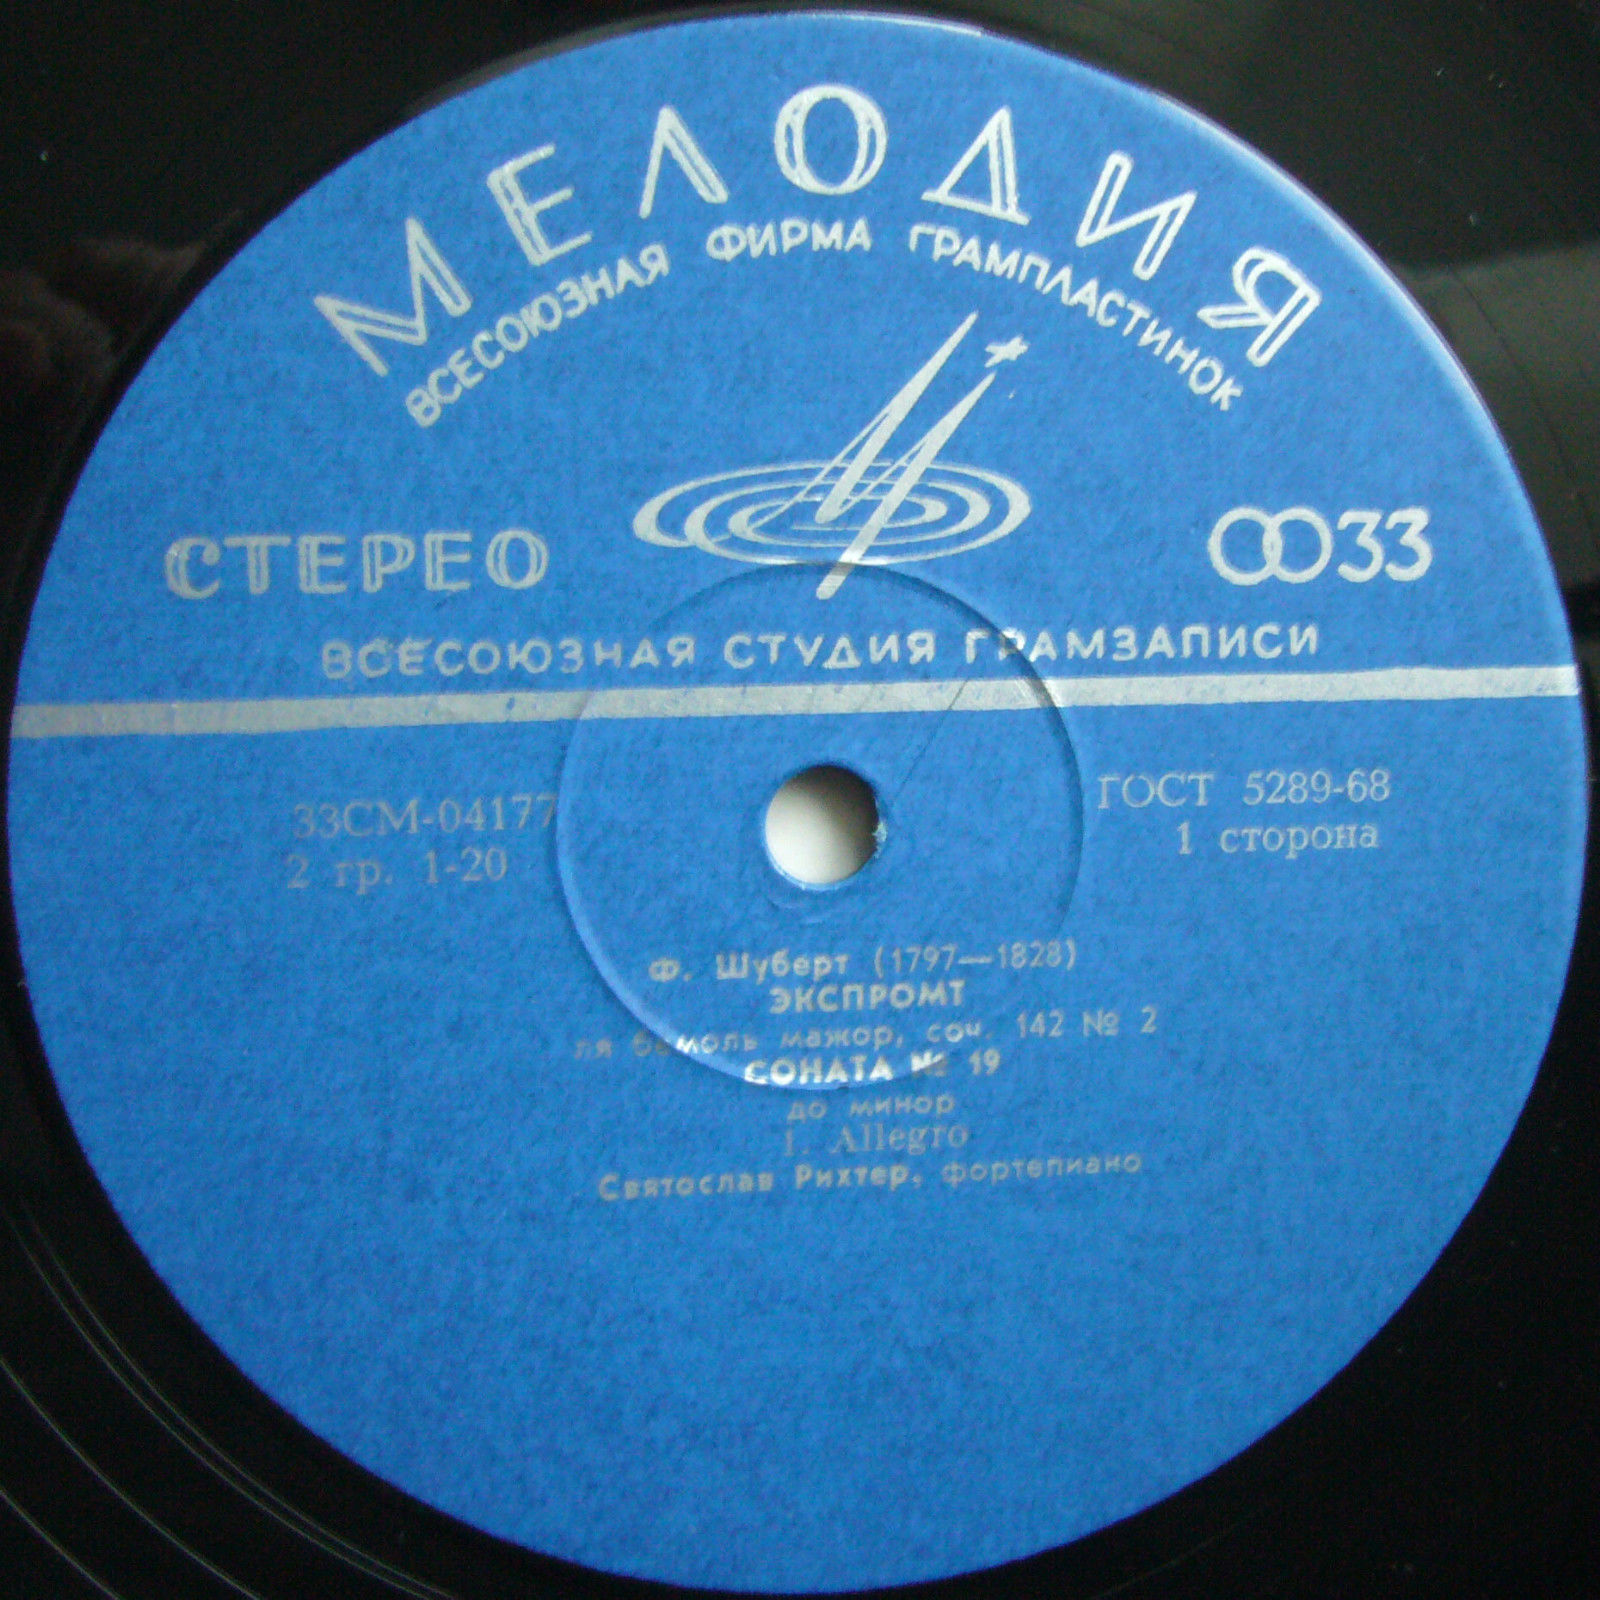 МЕЛОДИЯ
ВСЕСОЮЗНАЯ ФИРМА ГРАМПЛАСТИНОК
СТЕРЕО
33
ВСЕСОЮЗНАЯ СТУДИЯ ГРАМЗАПИСИ
33СМ-04177
2 гр. 1-20
ГОСТ 5289-68
1 сторона
Ф. Шуберт (1797—1828)
ЭКСПРОМТ
ля бемоль мажор, соч. 142 № 2
СОНАТА № 19
до минор
1. Allegro
Святослав Рихтер, фортепиано